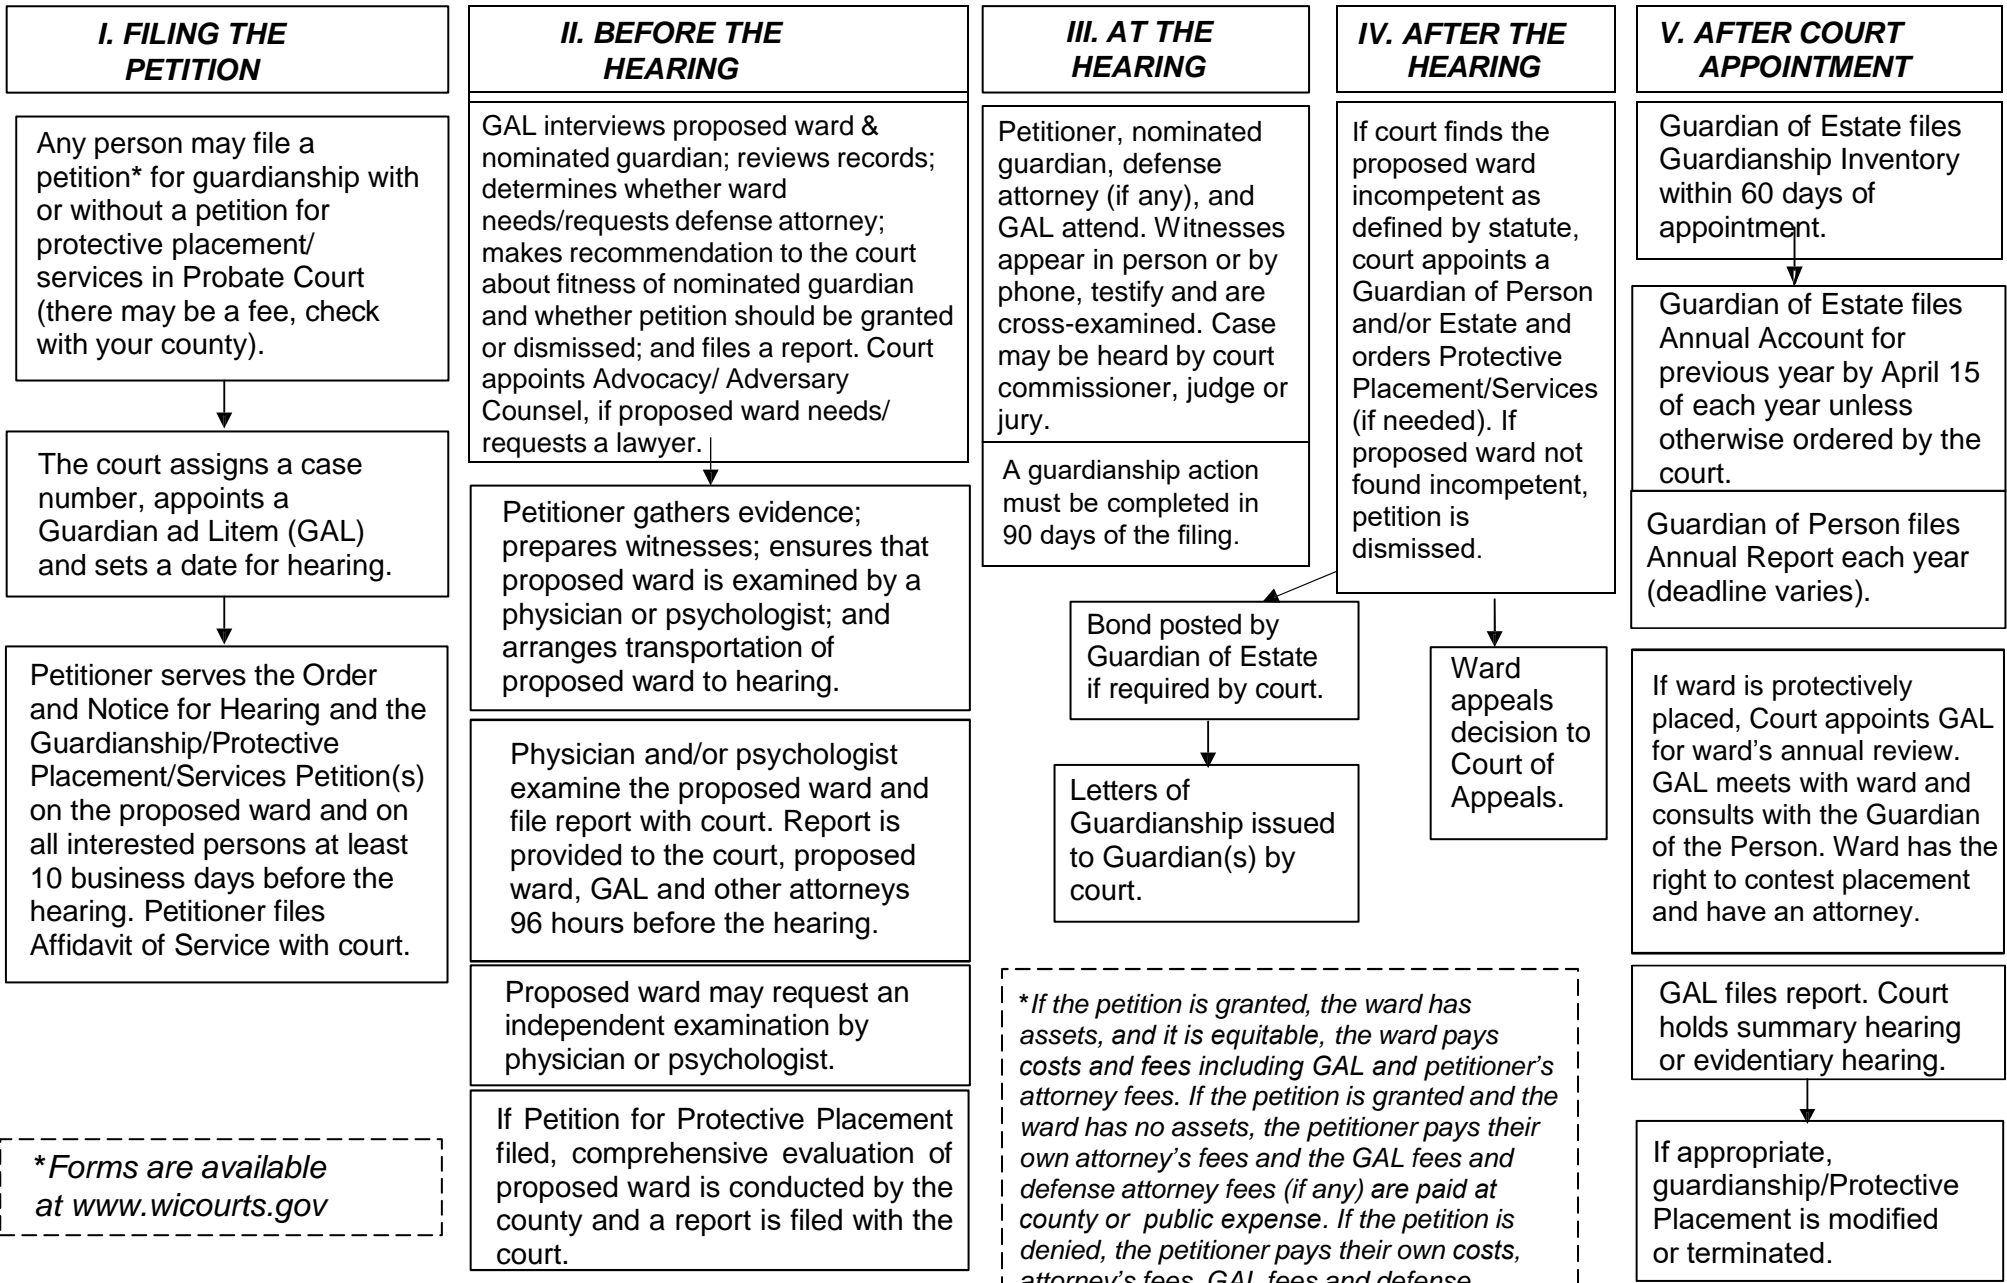 I. FILING THE
PETITION
Any person may file a
petition* for guardianship with
or without a petition for
protective placement/
services in Probate Court
(there may be a fee, check
with your county).
The court assigns a case
number, appoints a
Guardian ad Litem (GAL)
and sets a date for hearing.
Petitioner serves the Order
and Notice for Hearing and the
Guardianship/Protective
Placement/Services Petition(s)
on the proposed ward and on
all interested persons at least
10 business days before the
hearing. Petitioner files
Affidavit of Service with court.
*Forms are available
at www.wicourts.gov
II. BEFORE THE
HEARING
GAL interviews proposed ward &
nominated guardian; reviews records;
determines whether ward
needs/requests defense attorney;
makes recommendation to the court
about fitness of nominated guardian
and whether petition should be granted
or dismissed; and files a report. Court
appoints Advocacy/ Adversary
Counsel, if proposed ward needs/
requests a lawyer.
Petitioner gathers evidence;
prepares witnesses; ensures that
proposed ward is examined by a
physician or psychologist; and
arranges transportation of
proposed ward to hearing.
Physician and/or psychologist
examine the proposed ward and
file report with court. Report is
provided to the court, proposed
ward, GAL and other attorneys
96 hours before the hearing.
Proposed ward may request an
independent examination by
physician or psychologist.
If Petition for Protective Placement
filed, comprehensive evaluation of
proposed ward is conducted by the
county and a report is filed with the
court.
III. AT THE
HEARING
Petitioner, nominated
guardian, defense
attorney (if any), and
GAL attend. Witnesses
appear in person or by
phone, testify and are
cross-examined. Case
may be heard by court
commissioner, judge or
jury.
A guardianship action
must be completed in
90 days of the filing.
IV. AFTER THE
HEARING
If court finds the
proposed ward
incompetent as
defined by statute,
court appoints a
Guardian of Person
and/or Estate and
orders Protective
Placement/Services
(if needed). If
proposed ward not
found incompetent,
petition is
dismissed.
Bond posted by
Guardian of Estate
if required by court.
Letters of
Guardianship issued
to Guardian(s) by
court.
Ward
appeals
decision to
Court of
Appeals.
*If the petition is granted, the ward has
assets, and it is equitable, the ward pays
costs and fees including GAL and petitioner's
attorney fees. If the petition is granted and the
ward has no assets, the petitioner pays their
own attorney's fees and the GAL fees and
defense attorney fees (if any) are paid at
county or public expense. If the petition is
denied, the petitioner pays their own costs,
attorney's fees, GAL fees and defense
V. AFTER COURT
APPOINTMENT
Guardian of Estate files
Guardianship Inventory
within 60 days of
appointment.
Guardian of Estate files
Annual Account for
previous year by April 15
of each year unless
otherwise ordered by the
court.
Guardian of Person files
Annual Report each year
(deadline varies).
If ward is protectively
placed, Court appoints GAL
for ward's annual review.
GAL meets with ward and
consults with the Guardian
of the Person. Ward has the
right to contest placement
and have an attorney.
GAL files report. Court
holds summary hearing
or evidentiary hearing.
If appropriate,
guardianship/Protective
Placement is modified
or terminated.